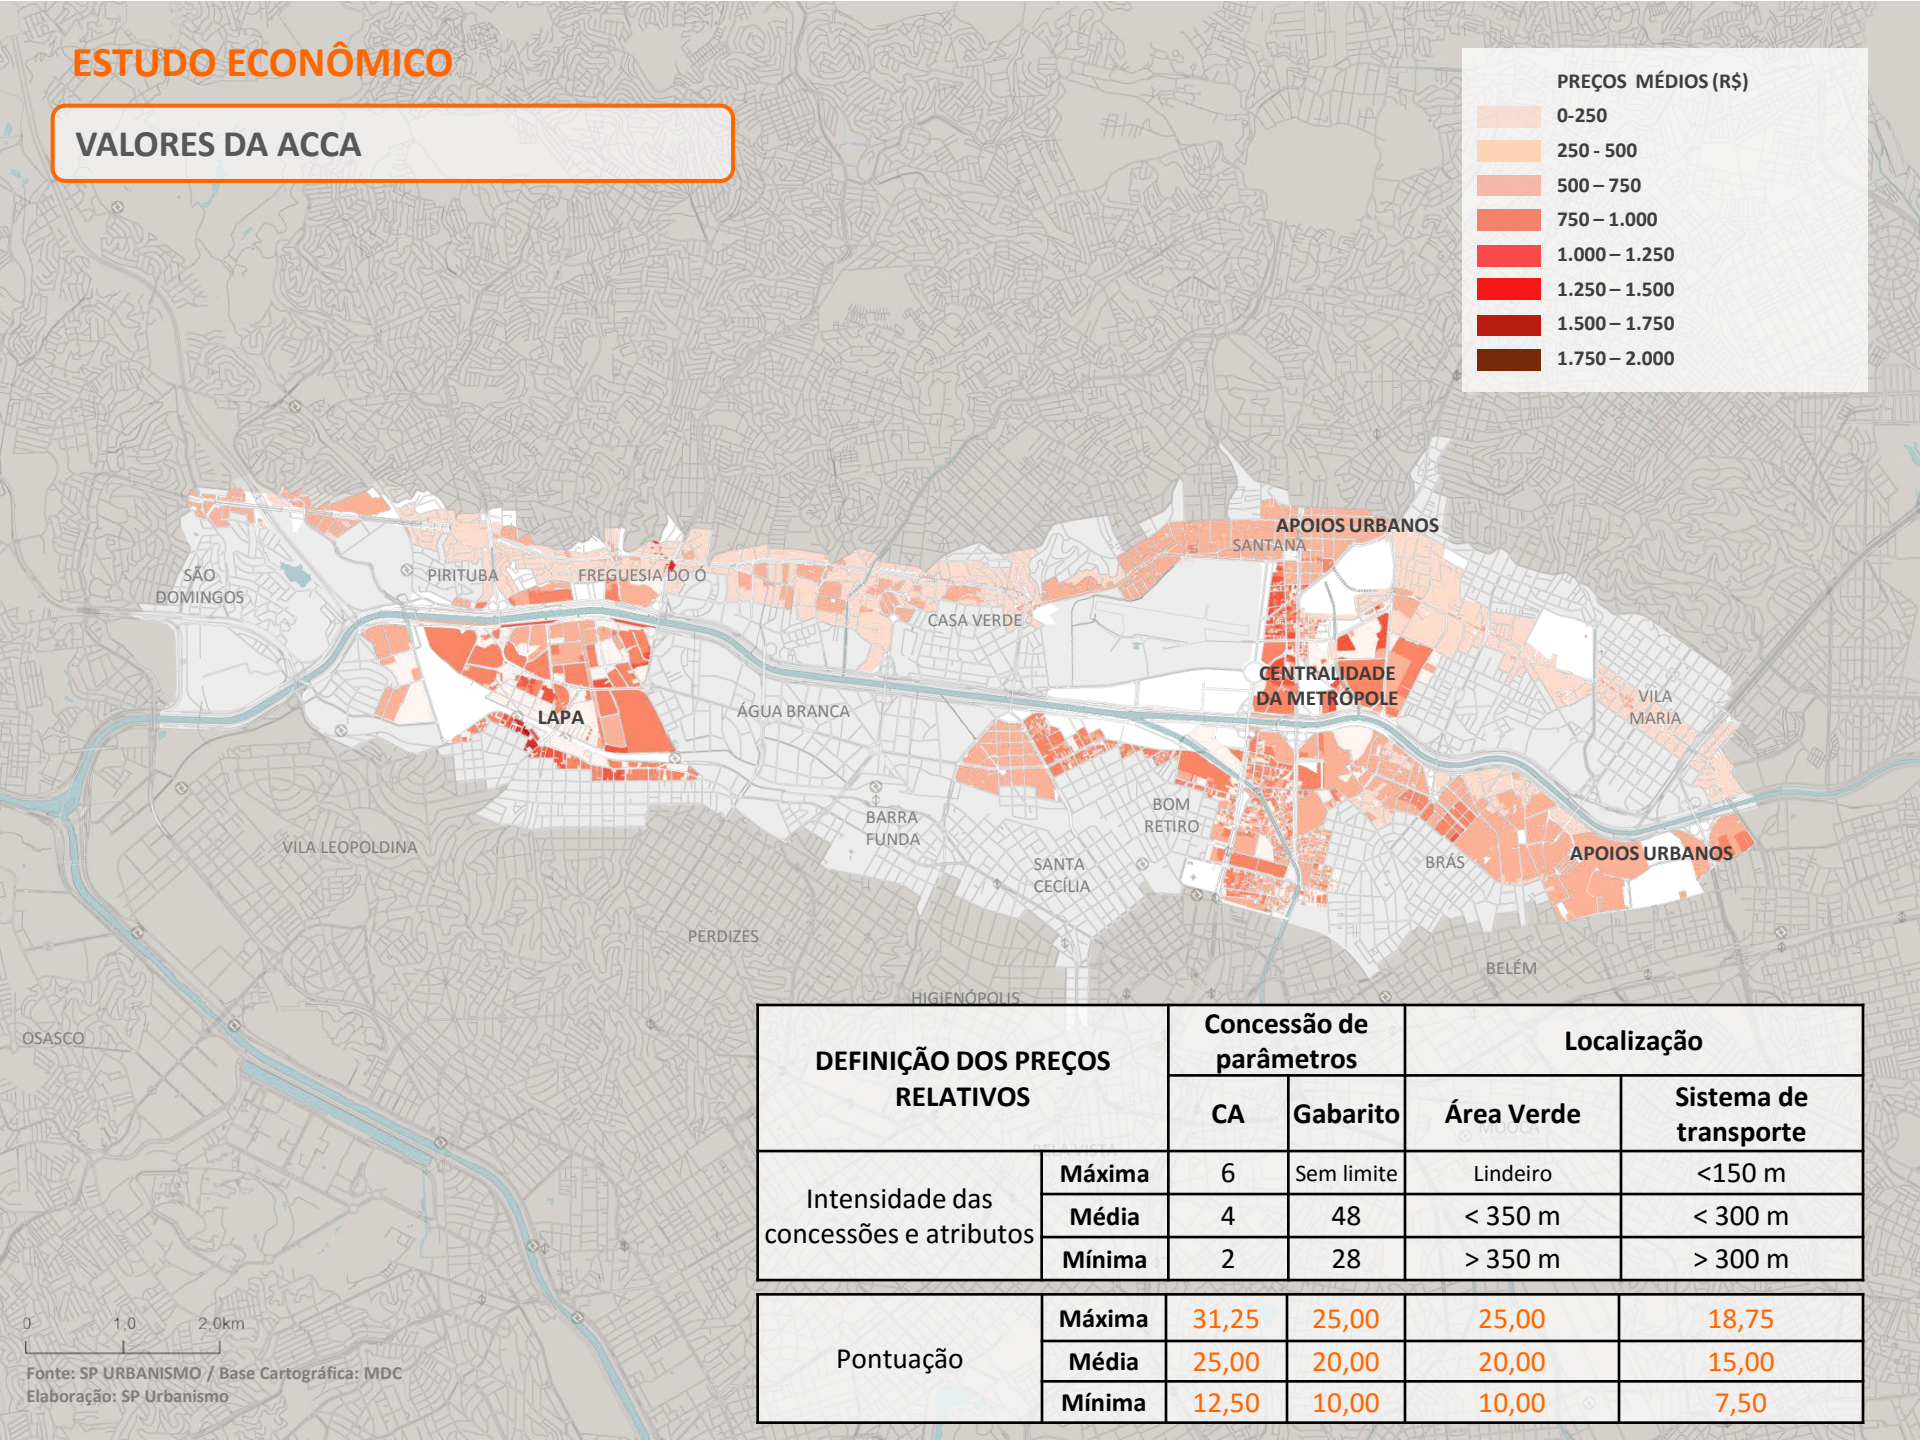 ESTUDO ECONÔMICO
VALORES DA ACCA
PREÇOS MÉDIOS (R$)
0-250
250 - 500
500 – 750
750 – 1.000
1.000 – 1.250
1.250 – 1.500
1.500 – 1.750
1.750 – 2.000
APOIOS URBANOS
SANTANA
SÃO
DOMINGOS
PIRITUBA
FREGUESIA DO Ó
CASA VERDE
CENTRALIDADE
DA METRÓPOLE
VILA
MARIA
LAPA
ÁGUA BRANCA
BOM
RETIRO
BARRA
FUNDA
VILA LEOPOLDINA
SANTA
CECÍLIA
BRÁS
APOIOS URBANOS
PERDIZES
BELÉM
HIGIENÓPOLIS
OSASCO
BELA VISTA
MOOCA
DEFINIÇÃO DOS PREÇOS
RELATIVOS
Concessão de
parâmetros
Localização
CA
Gabarito
Área Verde
Sistema de
transporte
Intensidade das
concessões e atributos
Máxima 6 Sem limite Lindeiro <150 m
Média 4 48 < 350 m < 300 m
Mínima 2 28 > 350 m > 300 m
Pontuação
Máxima 31,25 25,00 25,00 18,75
Média 25,00 20,00 20,00 15,00
Mínima 12,50 10,00 10,00 7,50
0 1,0 2,0km
Fonte: SP URBANISMO / Base Cartográfica: MDC
Elaboração: SP Urbanismo